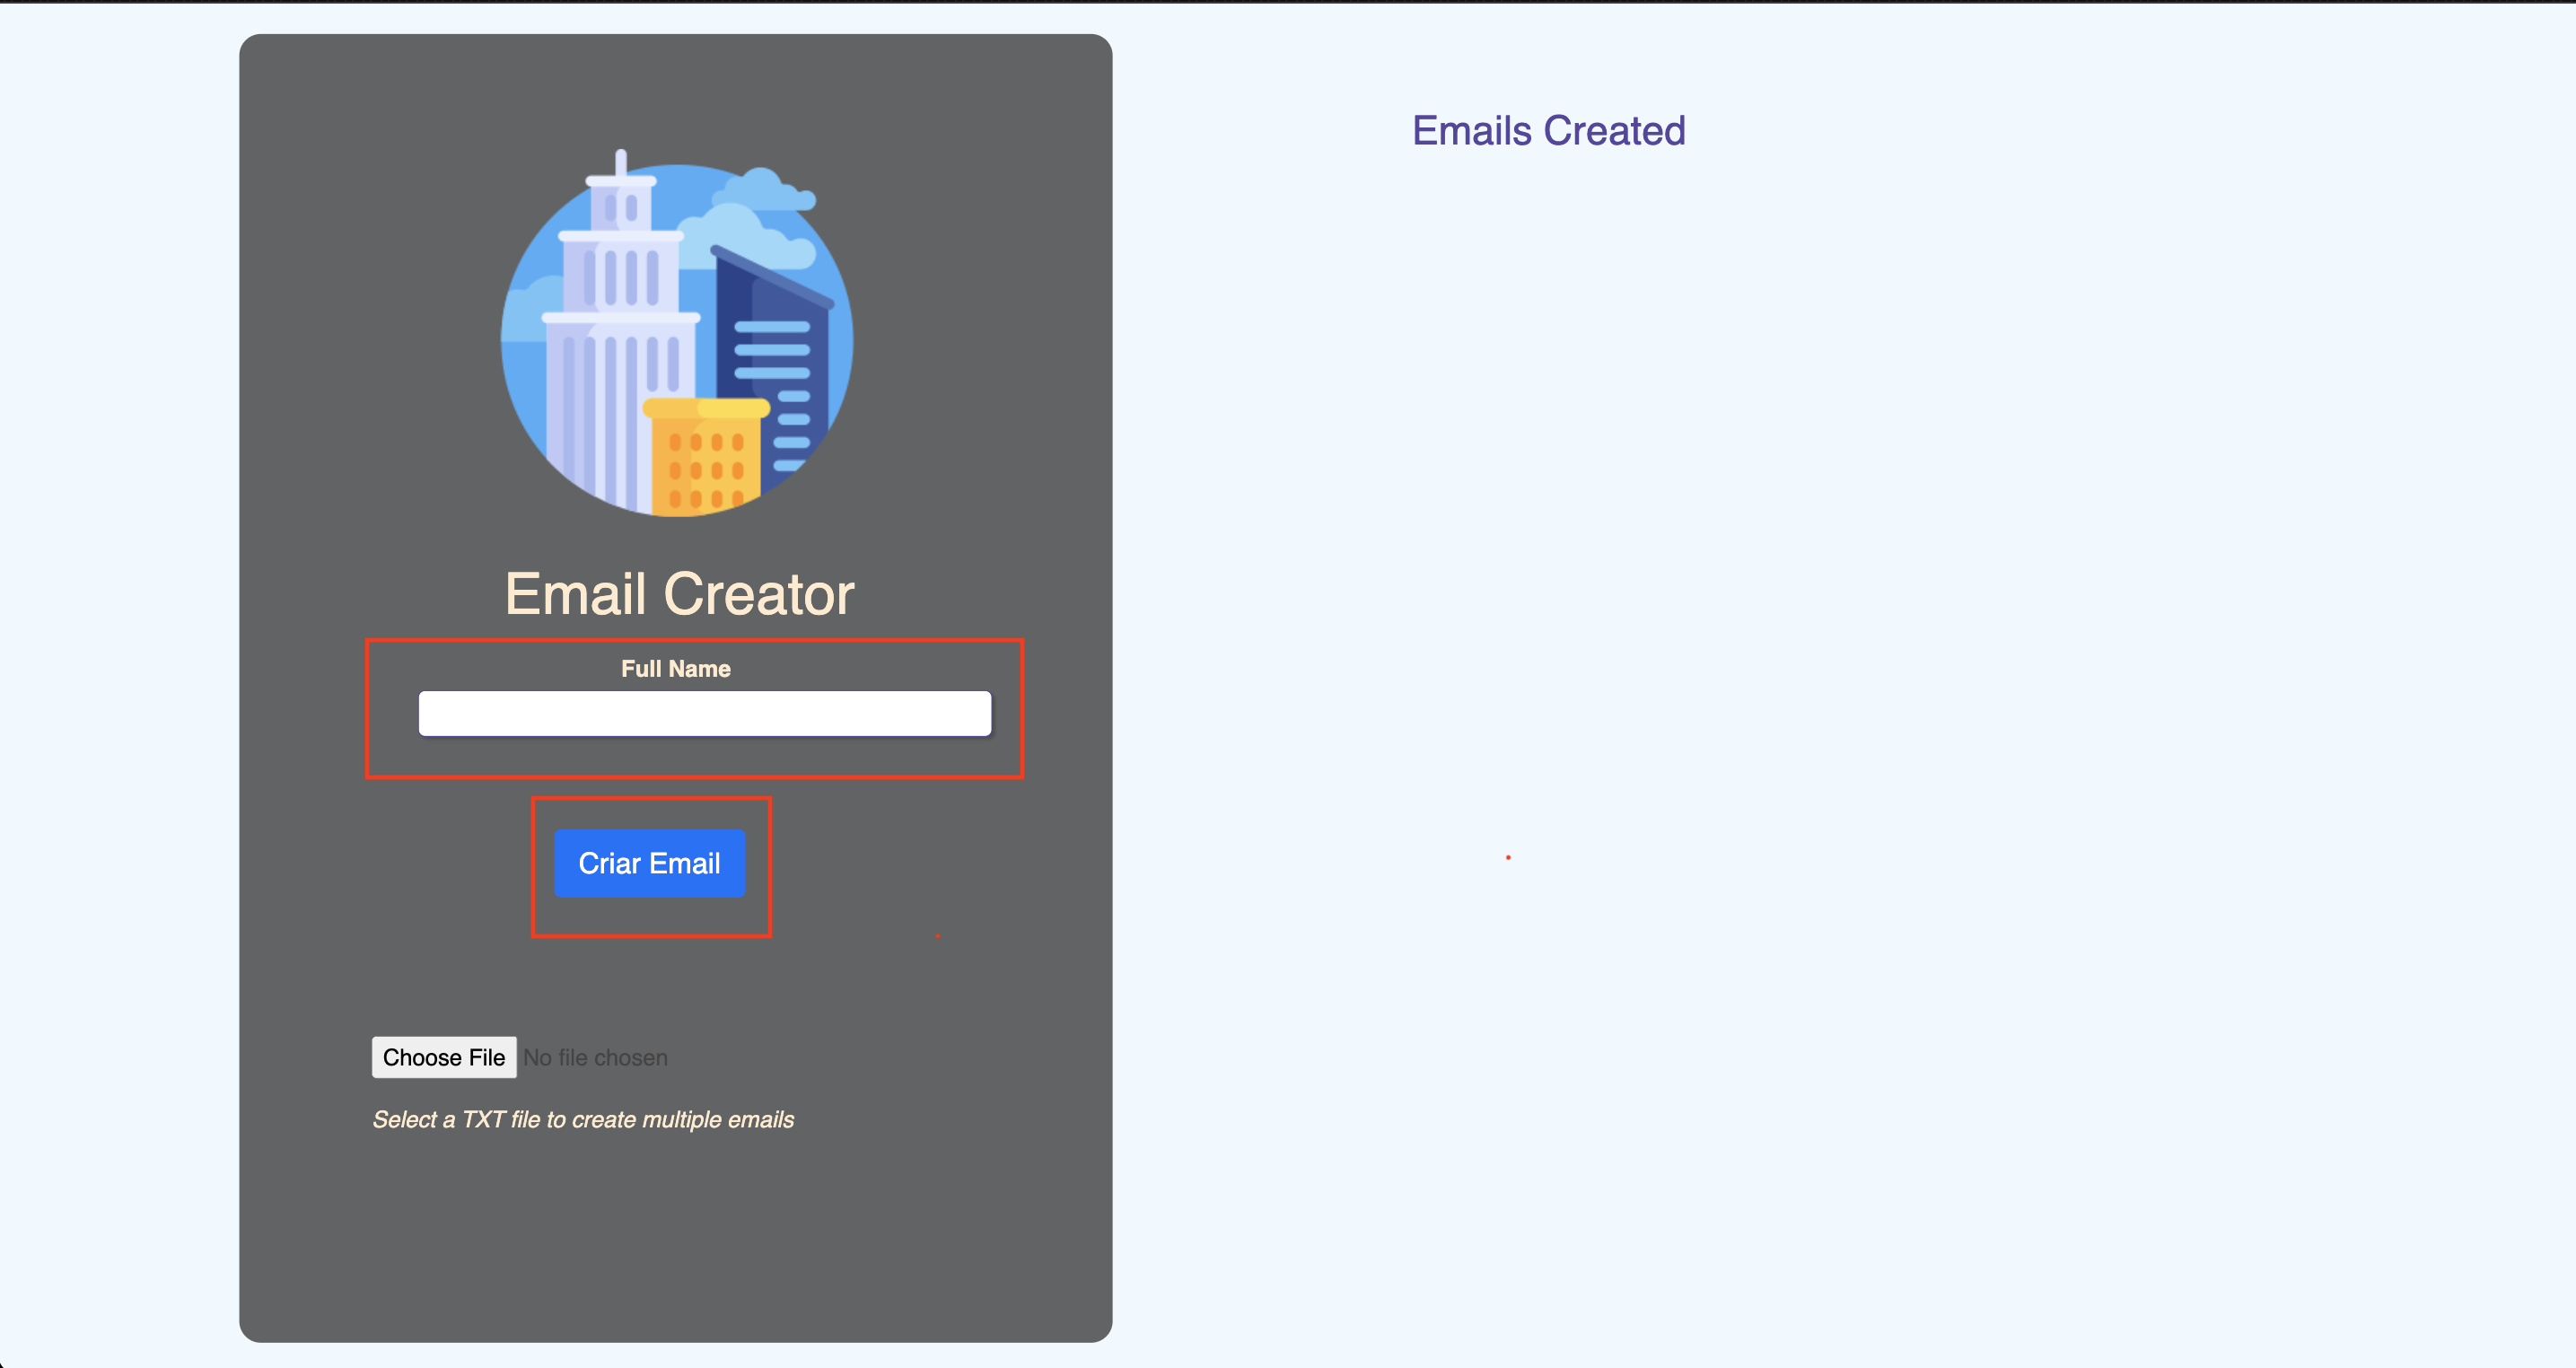 Email Creator
Full Name
Criar Email
Choose File No file chosen
Select a TXT file to create multiple emails
Emails Created